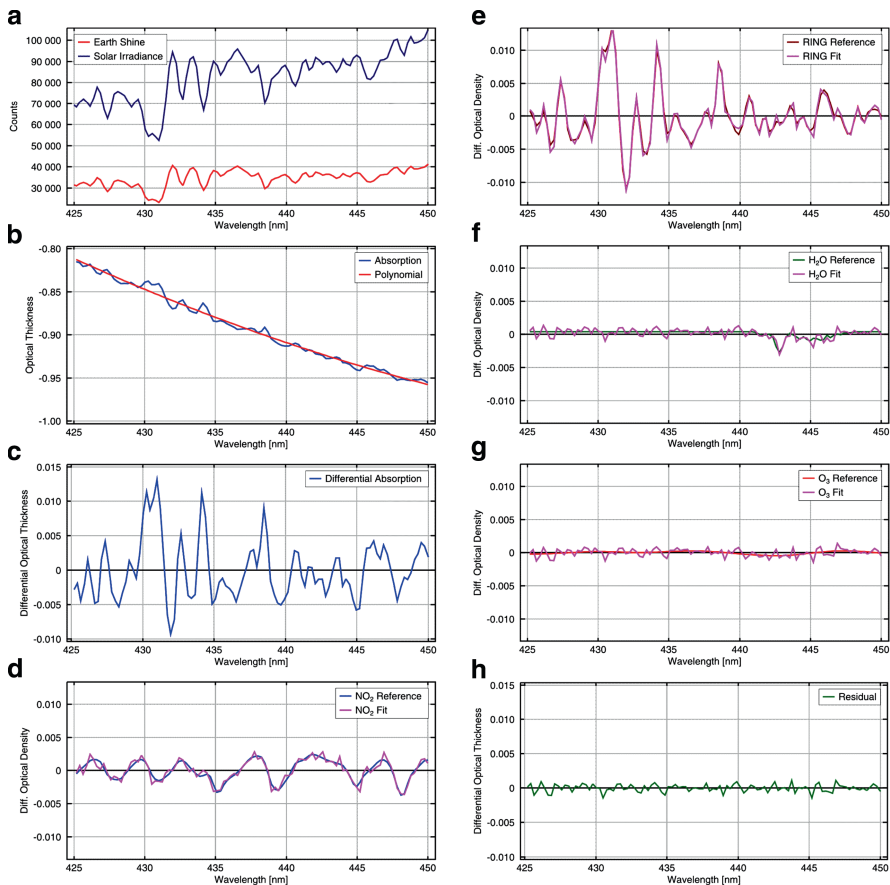 a
Earth Shine
Solar Irradiance
100 000
90 000
80 000
70 000
60 000
50 000
40 000
30 000
Counts
425 430 435 440 445 450
Wavelength [nm]
b
Absorption
Polynomial
-0.80
-0.85
-0.90
-0.95
-1.00
Optical Thickness
425 430 435 440 445 450
Wavelength [nm]
c
Differential Absorption
0.015
0.010
0.005
0
-0.005
-0.010
Differential Optical Thickness
425 430 435 440 445 450
Wavelength [nm]
d
NO₂ Reference
NO₂ Fit
0.010
0.005
0
-0.005
-0.010
Diff. Optical Density
425 430 435 440 445 450
Wavelength [nm]
e
RING Reference
RING Fit
0.010
0.005
0
-0.005
-0.010
Diff. Optical Density
425 430 435 440 445 450
Wavelength [nm]
f
H₂O Reference
H₂O Fit
0.010
0.005
0
-0.005
-0.010
Diff. Optical Density
425 430 435 440 445 450
Wavelength [nm]
g
O₃ Reference
O₃ Fit
0.010
0.005
0
-0.005
-0.010
Diff. Optical Density
425 430 435 440 445 450
Wavelength [nm]
h
Residual
0.015
0.010
0.005
0
-0.005
-0.010
Differential Optical Thickness
425 430 435 440 445 450
Wavelength [nm]